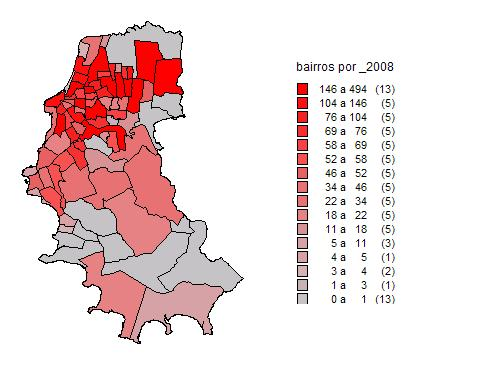 bairros por _2008
146 a 494 (13)
104 a 146 (5)
76 a 104 (5)
69 a 76 (5)
58 a 69 (5)
52 a 58 (5)
46 a 52 (5)
34 a 46 (5)
22 a 34 (5)
18 a 22 (5)
11 a 18 (5)
5 a 11 (3)
4 a 5 (1)
3 a 4 (2)
1 a 3 (1)
0 a 1 (13)